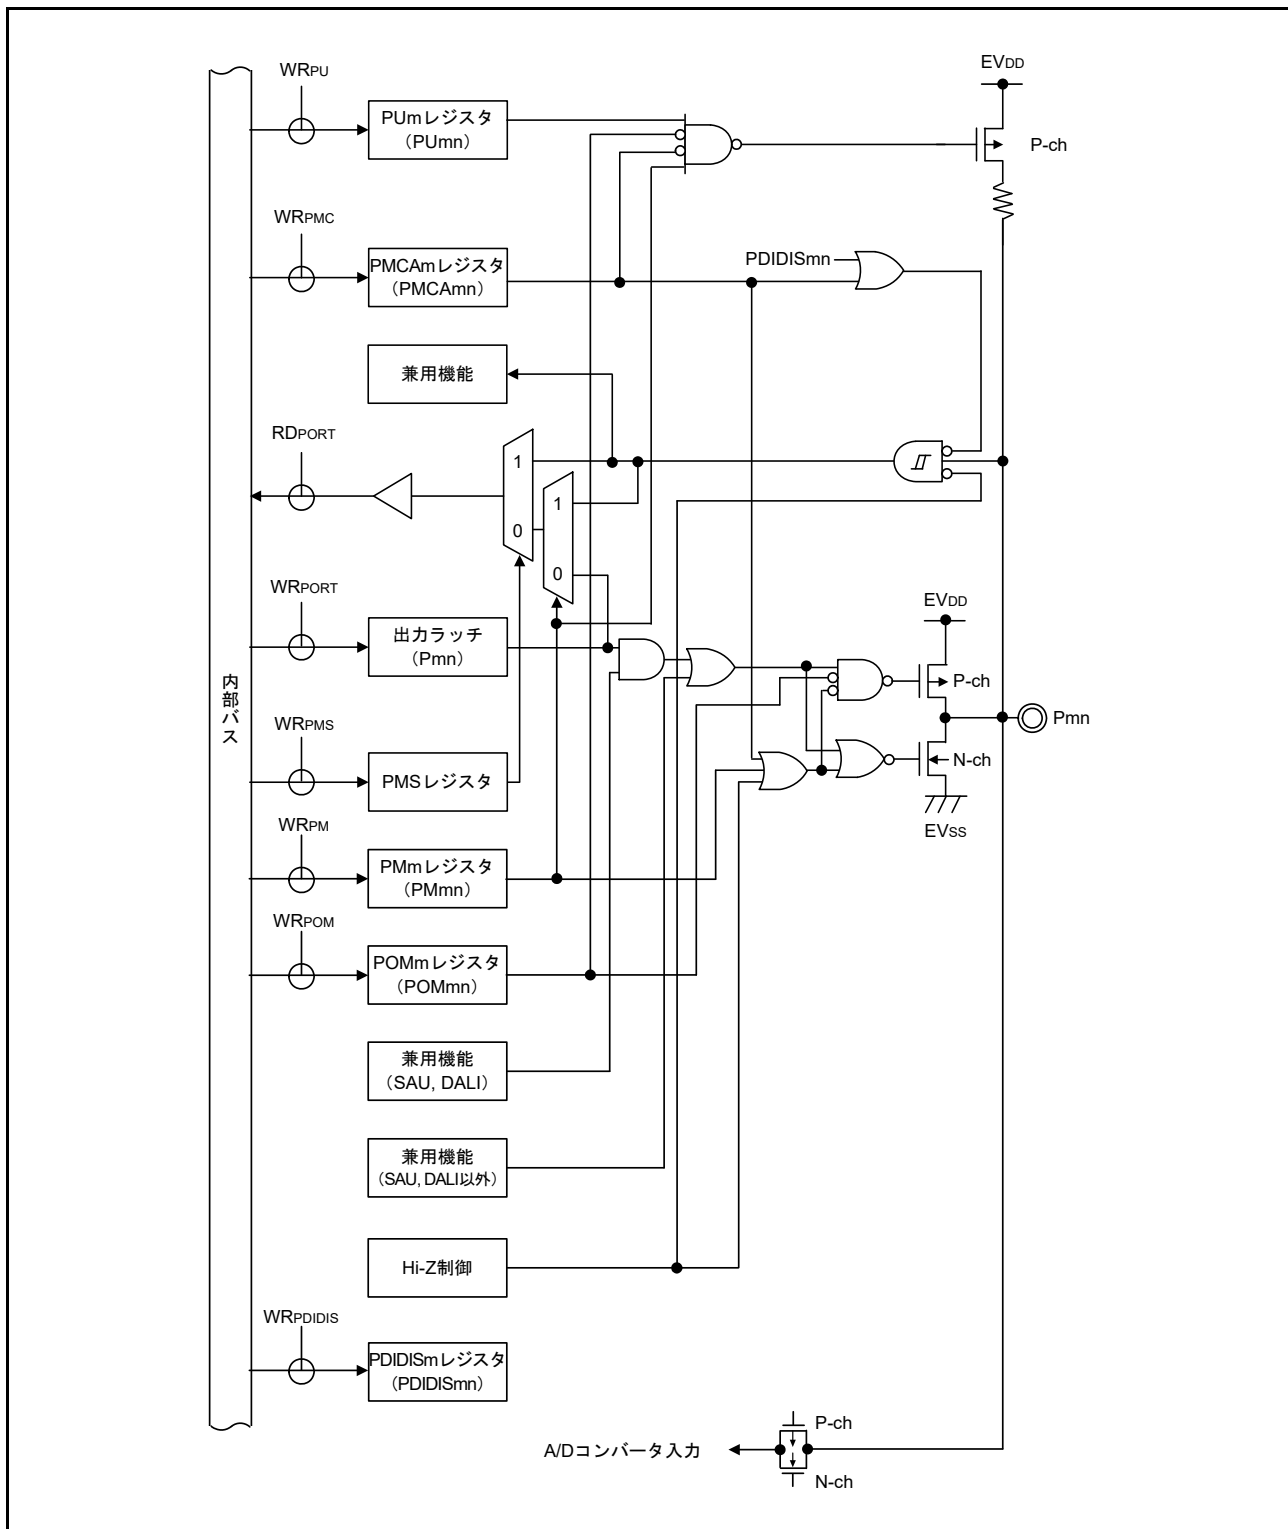 WRPU
EVDD
PUmレジスタ
（PUmn）
P-ch
WRPMC
PMCAmレジスタ
（PMCAmn）
PDIDISmn
兼用機能
RDPORT
1
0
1
0
WRPORT
出力ラッチ
（Pmn）
EVDD
P-ch
Pmn
N-ch
EVSS
内部バス
WRPMS
PMSレジスタ
WRPM
PMmレジスタ
（PMmn）
WRPOM
POMmレジスタ
（POMmn）
兼用機能
（SAU, DALI）
兼用機能
（SAU, DALI以外）
Hi-Z制御
WRPDIDIS
PDIDISmレジスタ
（PDIDISmn）
P-ch
A/Dコンバータ入力
N-ch